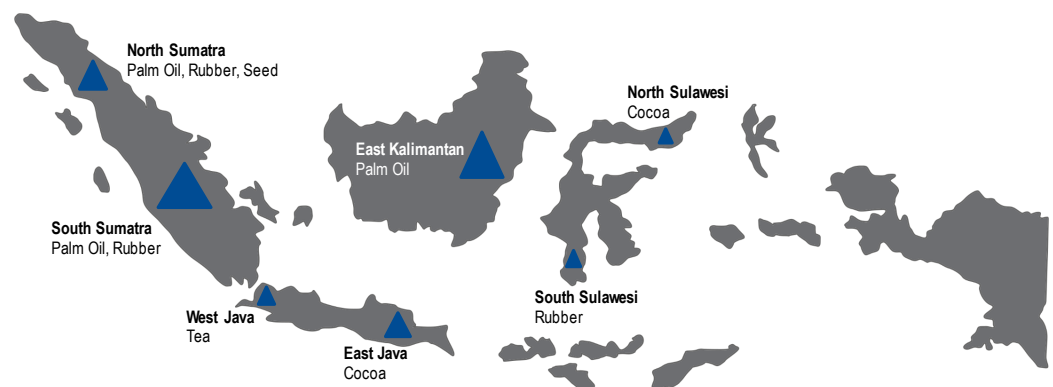 North Sumatra
Palm Oil, Rubber, Seed
North Sulawesi
Cocoa
East Kalimantan
Palm Oil
South Sumatra
Palm Oil, Rubber
South Sulawesi
Rubber
West Java
Tea
East Java
Cocoa